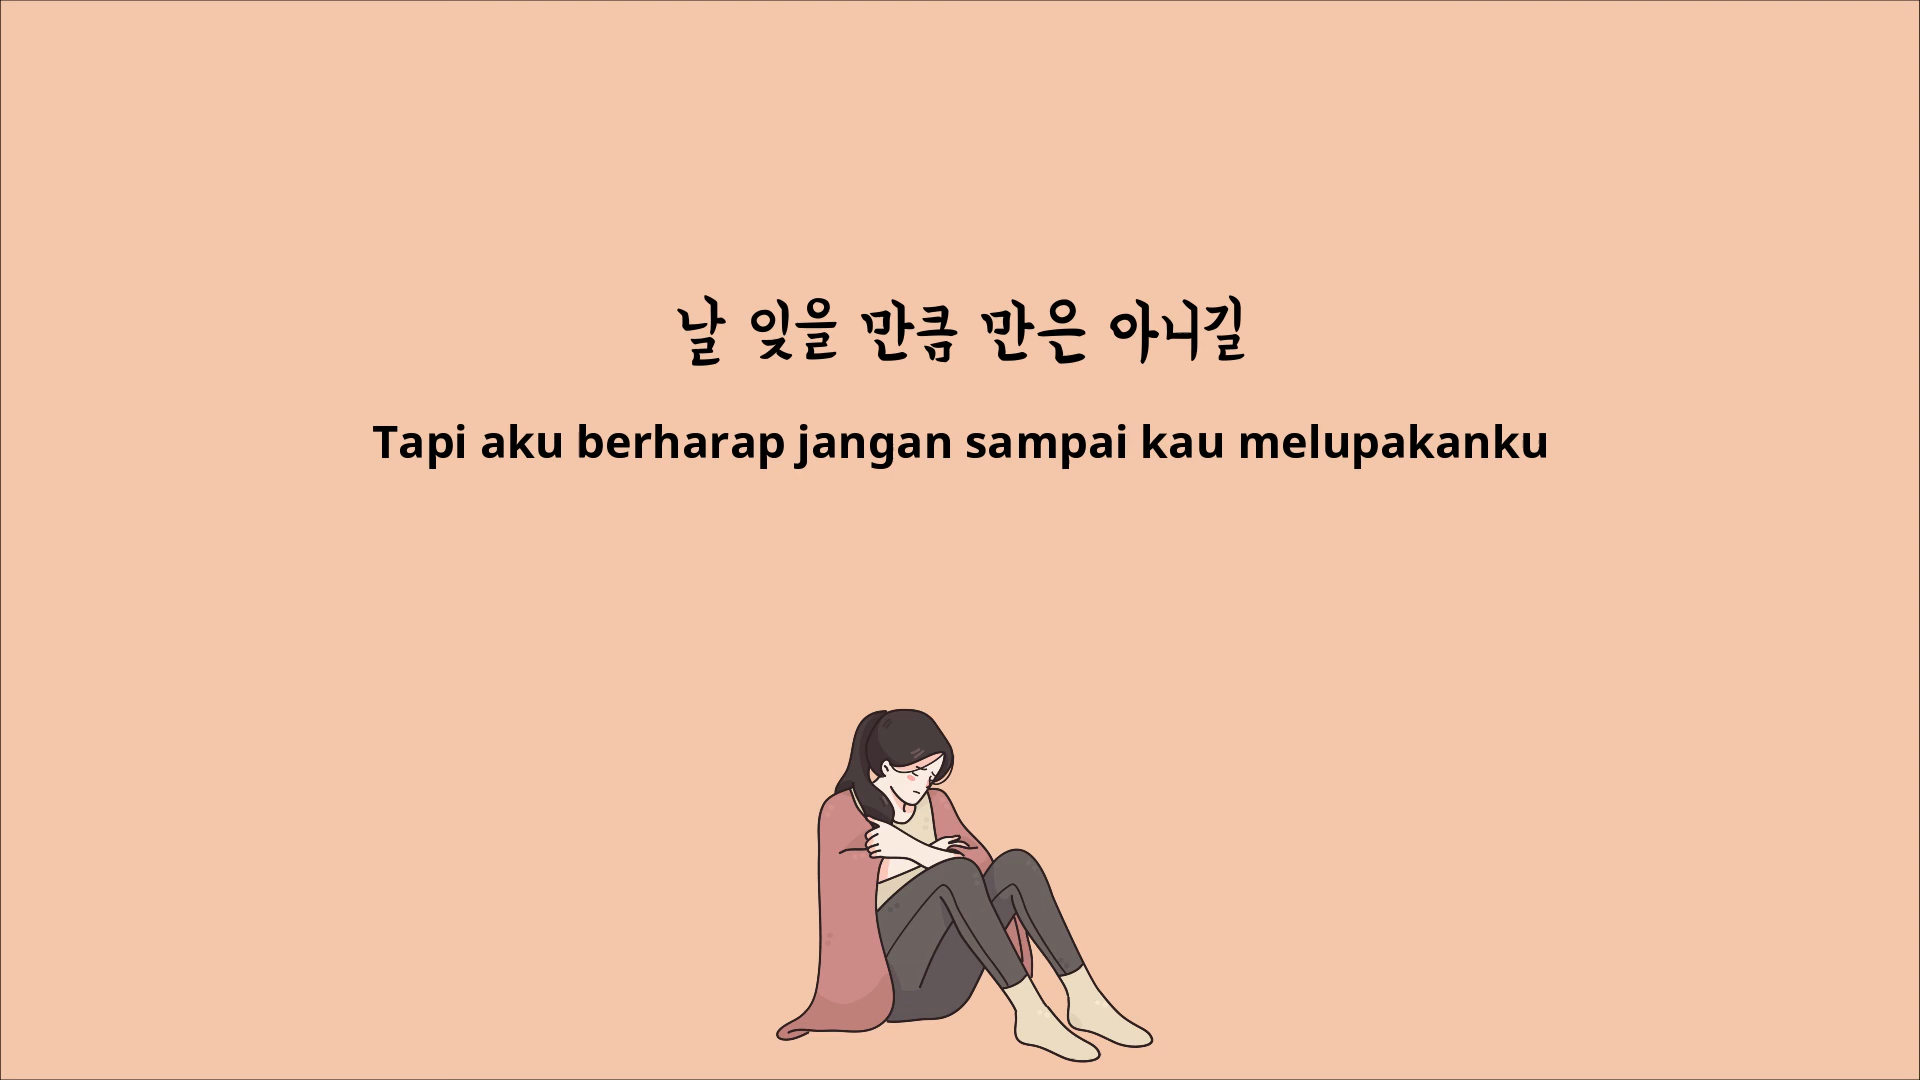 날 잊을 만큼 만은 아니길
Tapi aku berharap jangan sampai kau melupakanku